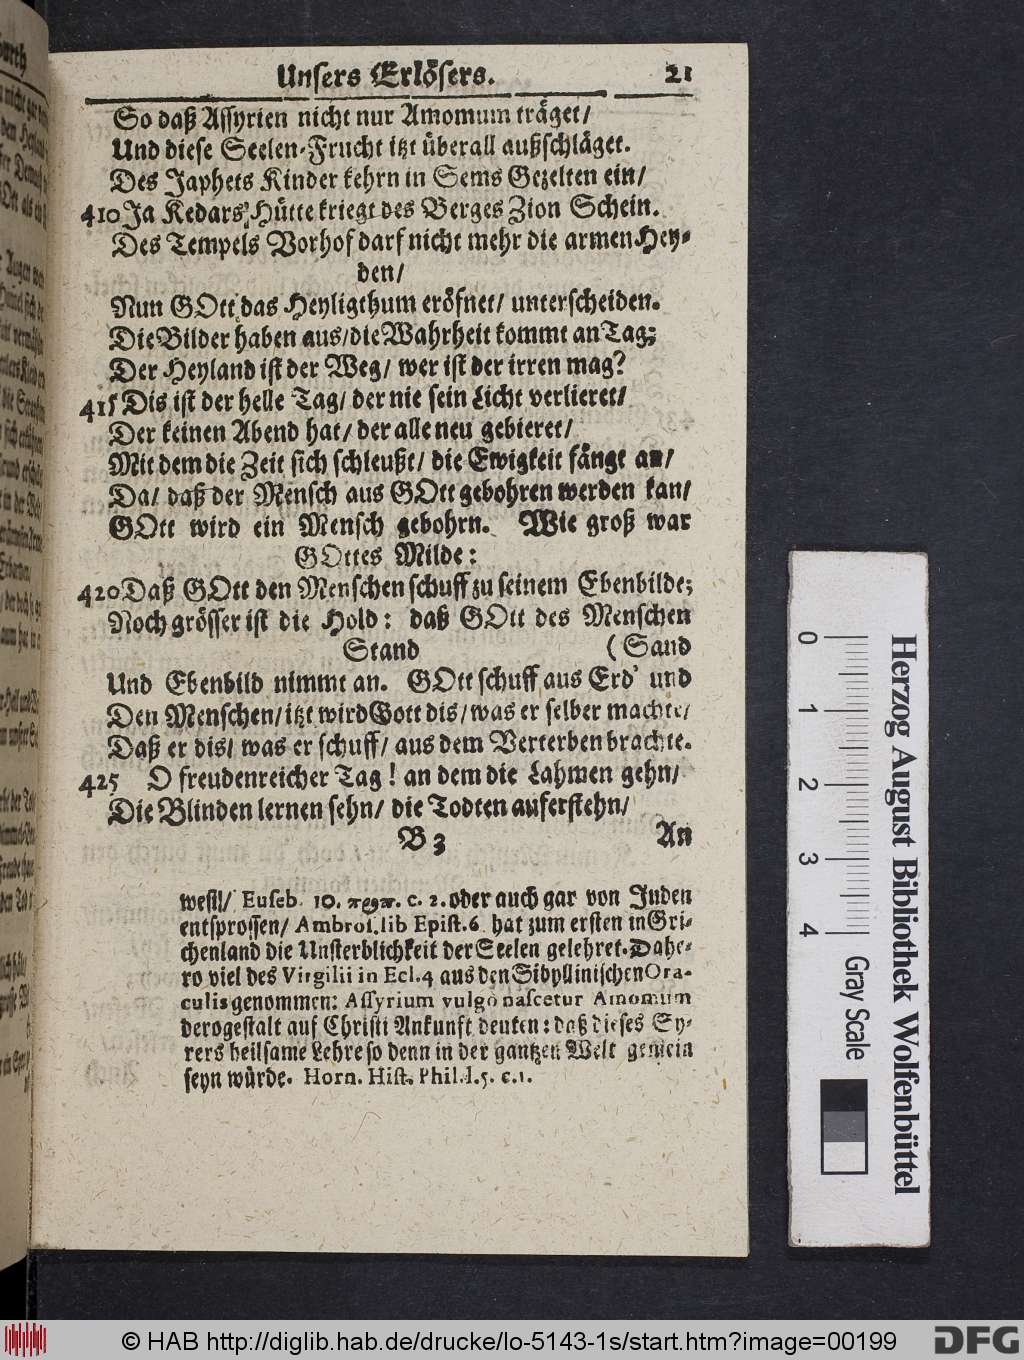 Unsers Erlösers. 21
So daß Assyrien nicht nur Amomum träget/
Und diese Seelen-Frucht itzt überall außschläget.
Des Japhets Kinder kehrn in Sems Gezelten ein/
410 Ja Kedars Hütte kriegt des Berges Zion Schein.
Des Tempels Vorhof darf nicht mehr die armen Hey-
den/
Nun GOtt das Heyligthum eröfnet/ unterscheiden.
Die Bilder haben aus/ die Wahrheit kommt an Tag;
Der Heyland ist der Weg/ wer ist der irren mag?
415 Dis ist der helle Tag/ der nie sein Licht verlieret/
Der keinen Abend hat/ der alle neu gebieret/
Mit dem die Zeit sich schleußt/ die Ewigkeit fängt an/
Da/ daß der Mensch aus GOtt gebohren werden kan/
GOtt wird ein Mensch gebohrn. Wie groß war
GOttes Milde:
420 Daß GOtt den Menschen schuff zu seinem Ebenbilde;
Noch grösser ist die Hold: daß GOtt des Menschen
Stand (Sand
Und Ebenbild nimmt an. GOtt schuff aus Erd' und
Den Menschen/ itzt wird Gott dis/ was er selber machte/
Daß er dis/ was er schuff/ aus dem Verterben brachte.
425 O freudenreicher Tag! an dem die Lahmen gehn/
Die Blinden lernen sehn/ die Todten auferstehn/
B 3 An
wesil/ Euseb. 10. c. 2. oder auch gar von Juden
entsprossen/ Ambros. lib Epist. 6 hat zum ersten in Gri-
chenland die Unsterblichkeit der Seelen gelehret. Dahe-
ro viel des Virgilii in Ecl. 4 aus den Sibyllinischen Ora-
culis genommen: Assyrium vulgo nascetur Amomum
derogestalt auf Christi Ankunft deuten: daß dieses Sy-
rers heilsame Lehre so denn in der gantzen Welt gemein
seyn würde. Horn. Hist. Phil. l. 5. c. 1.
0 1 2 3 4
Herzog August Bibliothek Wolfenbüttel
Gray Scale
© HAB http://diglib.hab.de/drucke/lo-5143-1s/start.htm?image=00199
DFG